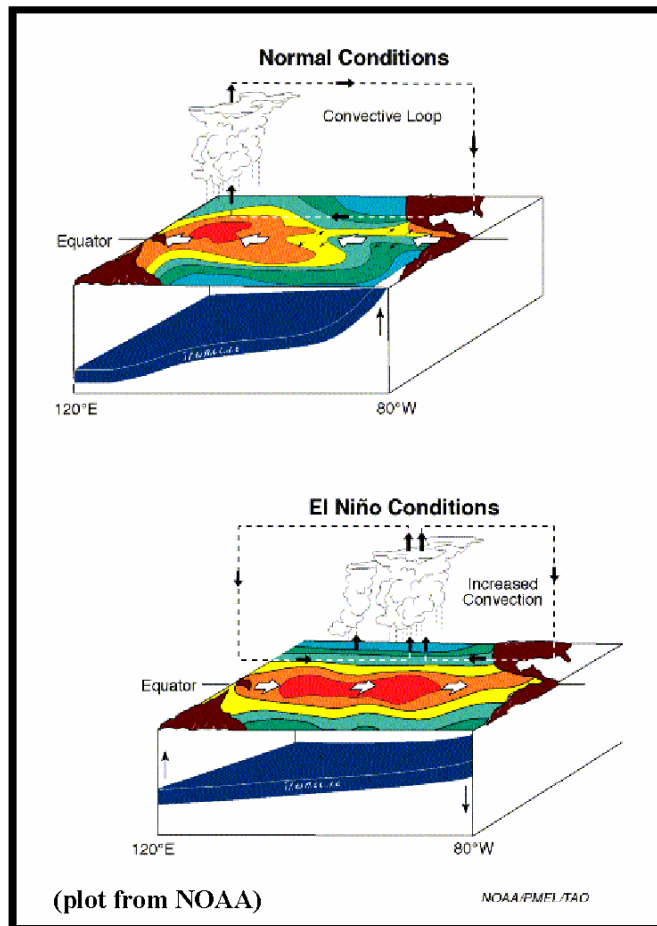 Normal Conditions
Convective Loop
Equator
120°E
80°W
El Niño Conditions
Increased
Convection
Equator
120°E
80°W
(plot from NOAA)
NOAA/PMEL/TAO